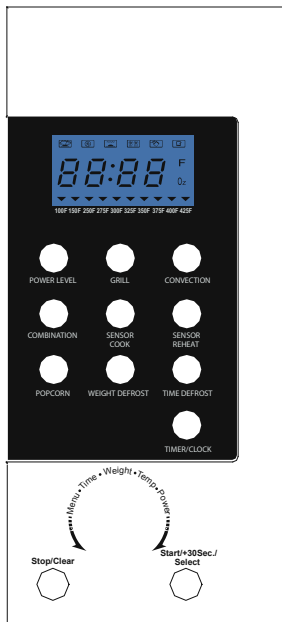 88:88
F
Oz
100F 150F 250F 275F 300F 325F 350F 375F 400F 425F
POWER LEVEL GRILL CONVECTION
COMBINATION SENSOR COOK SENSOR REHEAT
POPCORN WEIGHT DEFROST TIME DEFROST
TIMER/CLOCK
Menu•Time•Weight•Temp•Power
Stop/Clear
Start/+30Sec./
Select